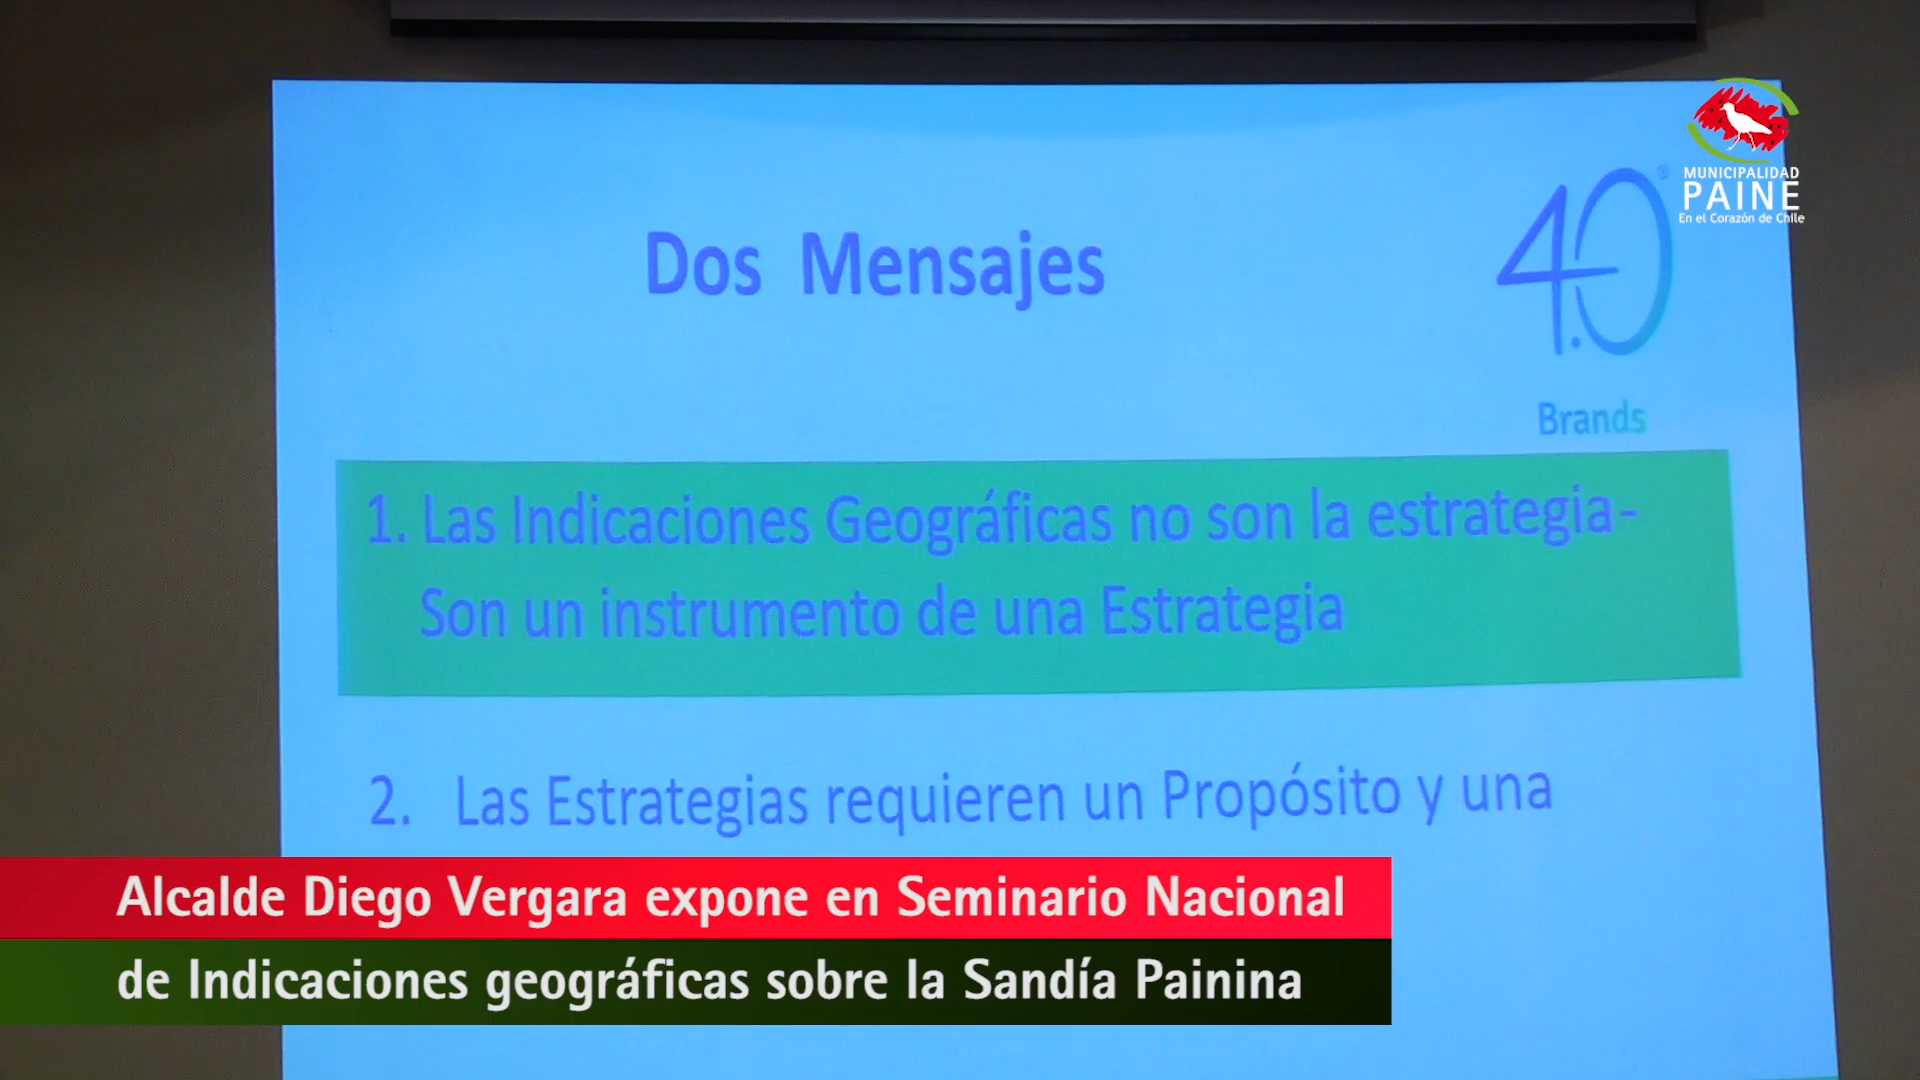 MUNICIPALIDAD
PAINE
En el Corazón de Chile
4.0
®
Brands
Dos Mensajes
1. Las Indicaciones Geográficas no son la estrategia-
Son un instrumento de una Estrategia
2. Las Estrategias requieren un Propósito y una
Alcalde Diego Vergara expone en Seminario Nacional
de Indicaciones geográficas sobre la Sandía Painina